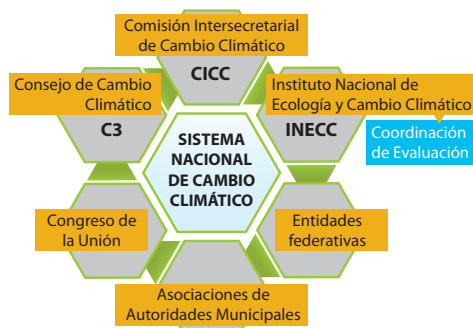 Comisión Intersecretarial
de Cambio Climático
CICC
Consejo de Cambio
Climático
C3
Instituto Nacional de
Ecología y Cambio Climático
INECC
Coordinación
de Evaluación
SISTEMA
NACIONAL
DE CAMBIO
CLIMÁTICO
Congreso de
la Unión
Entidades
federativas
Asociaciones de
Autoridades Municipales